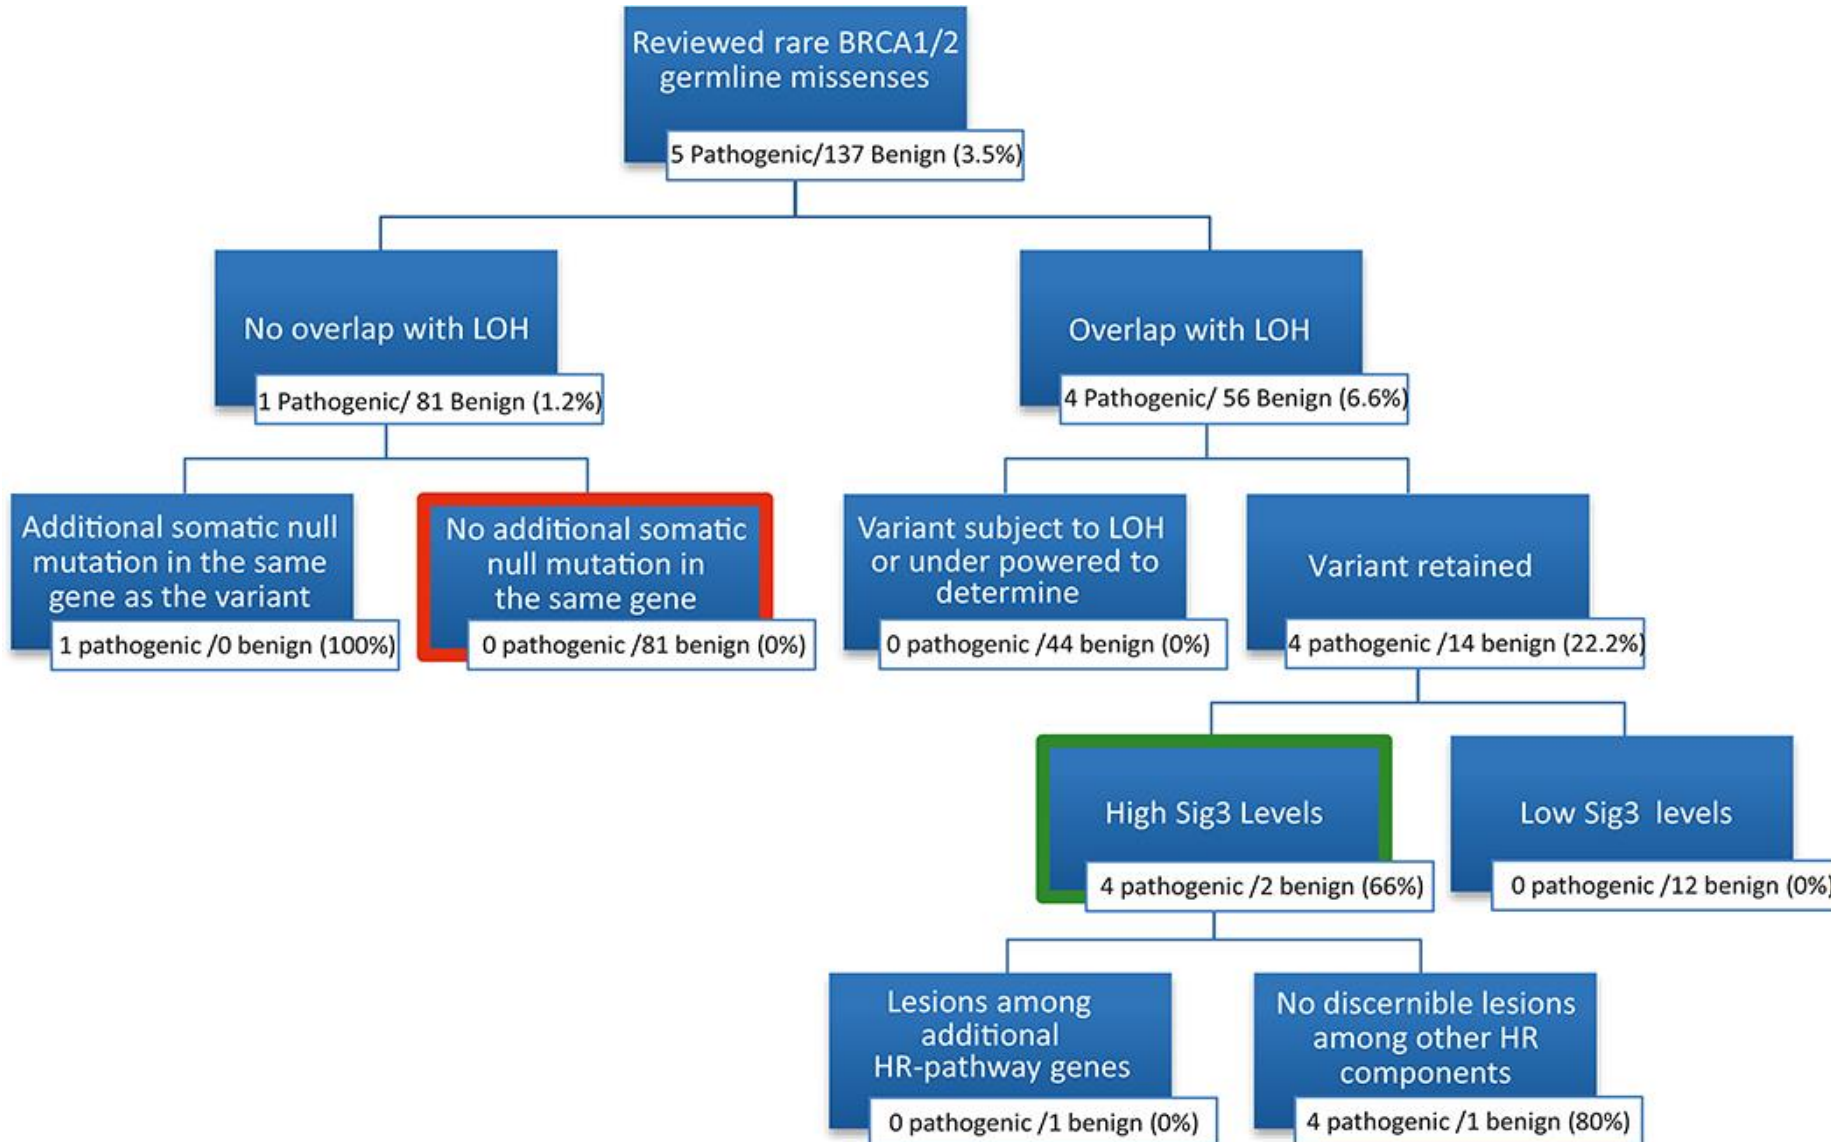 Reviewed rare BRCA1/2
germline missenses
5 Pathogenic/137 Benign (3.5%)
No overlap with LOH
1 Pathogenic/ 81 Benign (1.2%)
Overlap with LOH
4 Pathogenic/ 56 Benign (6.6%)
Additional somatic null
mutation in the same
gene as the variant
1 pathogenic /0 benign (100%)
No additional somatic
null mutation in
the same gene
0 pathogenic /81 benign (0%)
Variant subject to LOH
or under powered to
determine
0 pathogenic /44 benign (0%)
Variant retained
4 pathogenic /14 benign (22.2%)
High Sig3 Levels
4 pathogenic /2 benign (66%)
Low Sig3  levels
0 pathogenic /12 benign (0%)
Lesions among
additional
HR-pathway genes
0 pathogenic /1 benign (0%)
No discernible lesions
among other HR
components
4 pathogenic /1 benign (80%)